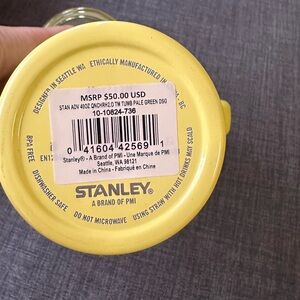 DESIGNED IN SEATTLE WA
ETHICALLY MANUFACTURED IN
MSRP $50.00 USD
STAN ADV 40OZ QNCHRH2.0 TM TUMB PALE GREEN DSG
10-10824-736
0 41604 42569 1
Stanley® - A Brand of PMI - Une Marque de PMI
Seattle, WA 98121
Made in China - Fabriqué en Chine
BPA FREE
DISHWASHER SAFE
DO NOT MICROWAVE
USING STRAW WITH HOT DRINKS MAY SCALD
STANLEY®
A BRAND OF PMI